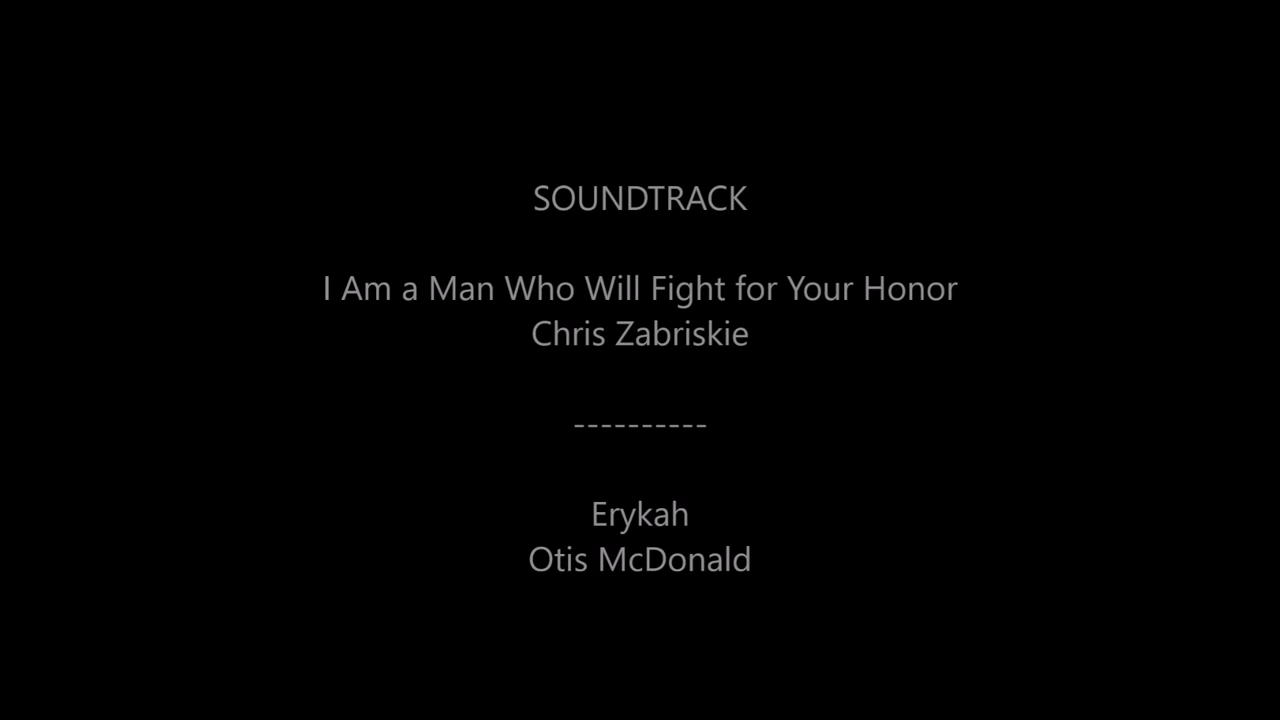 SOUNDTRACK
I Am a Man Who Will Fight for Your Honor
Chris Zabriskie
----------
Erykah
Otis McDonald